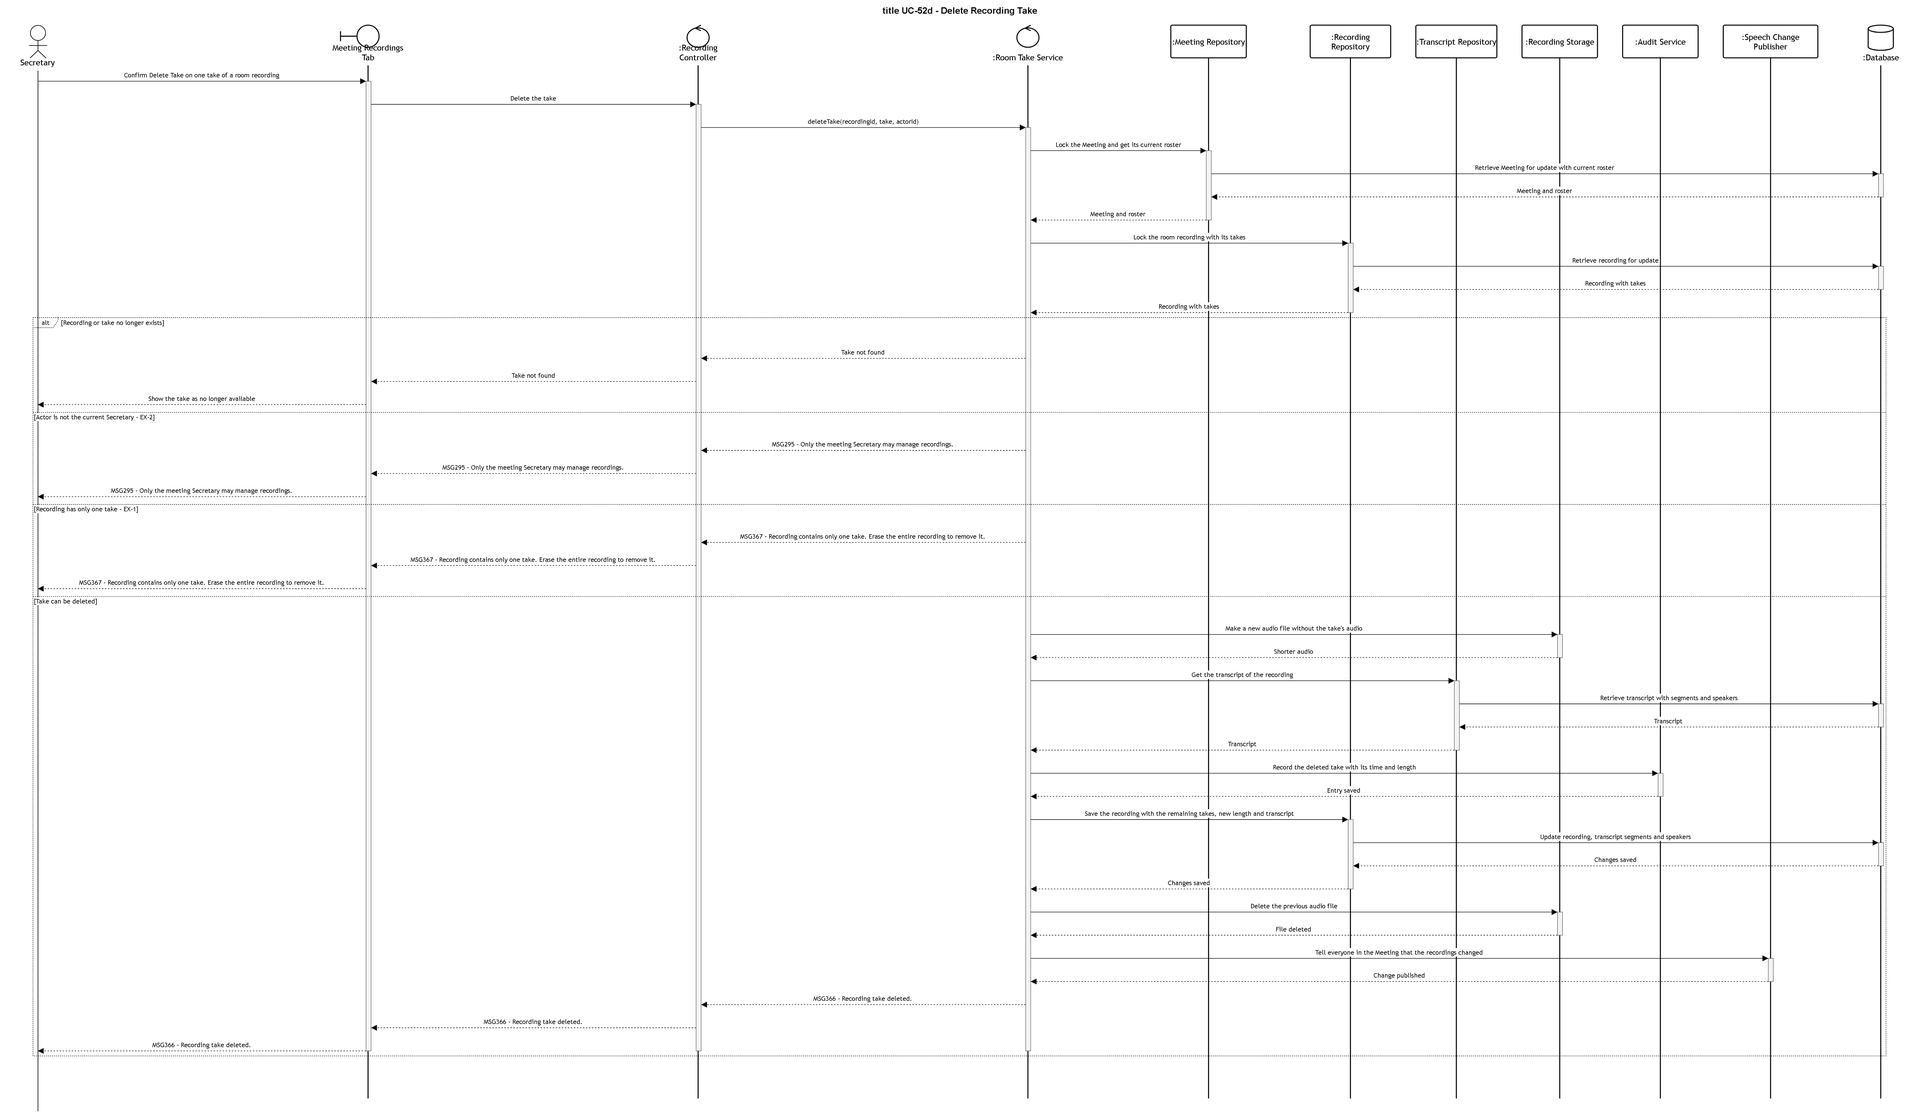 title UC-52d - Delete Recording Take
Secretary
Meeting Recordings
Tab
:Recording
Controller
:Room Take Service
:Meeting Repository
:Recording
Repository
:Transcript Repository
:Recording Storage
:Audit Service
:Speech Change
Publisher
:Database
Confirm Delete Take on one take of a room recording
Delete the take
deleteTake(recordingId, take, actorId)
Lock the Meeting and get its current roster
Retrieve Meeting for update with current roster
Meeting and roster
Meeting and roster
Lock the room recording with its takes
Retrieve recording for update
Recording with takes
Recording with takes
alt [Recording or take no longer exists]
Take not found
Take not found
Show the take as no longer available
[Actor is not the current Secretary - EX-2]
MSG295 - Only the meeting Secretary may manage recordings.
MSG295 - Only the meeting Secretary may manage recordings.
MSG295 - Only the meeting Secretary may manage recordings.
[Recording has only one take - EX-1]
MSG367 - Recording contains only one take. Erase the entire recording to remove it.
MSG367 - Recording contains only one take. Erase the entire recording to remove it.
MSG367 - Recording contains only one take. Erase the entire recording to remove it.
[Take can be deleted]
Make a new audio file without the take's audio
Shorter audio
Get the transcript of the recording
Retrieve transcript with segments and speakers
Transcript
Transcript
Record the deleted take with its time and length
Entry saved
Save the recording with the remaining takes, new length and transcript
Update recording, transcript segments and speakers
Changes saved
Changes saved
Delete the previous audio file
File deleted
Tell everyone in the Meeting that the recordings changed
Change published
MSG366 - Recording take deleted.
MSG366 - Recording take deleted.
MSG366 - Recording take deleted.